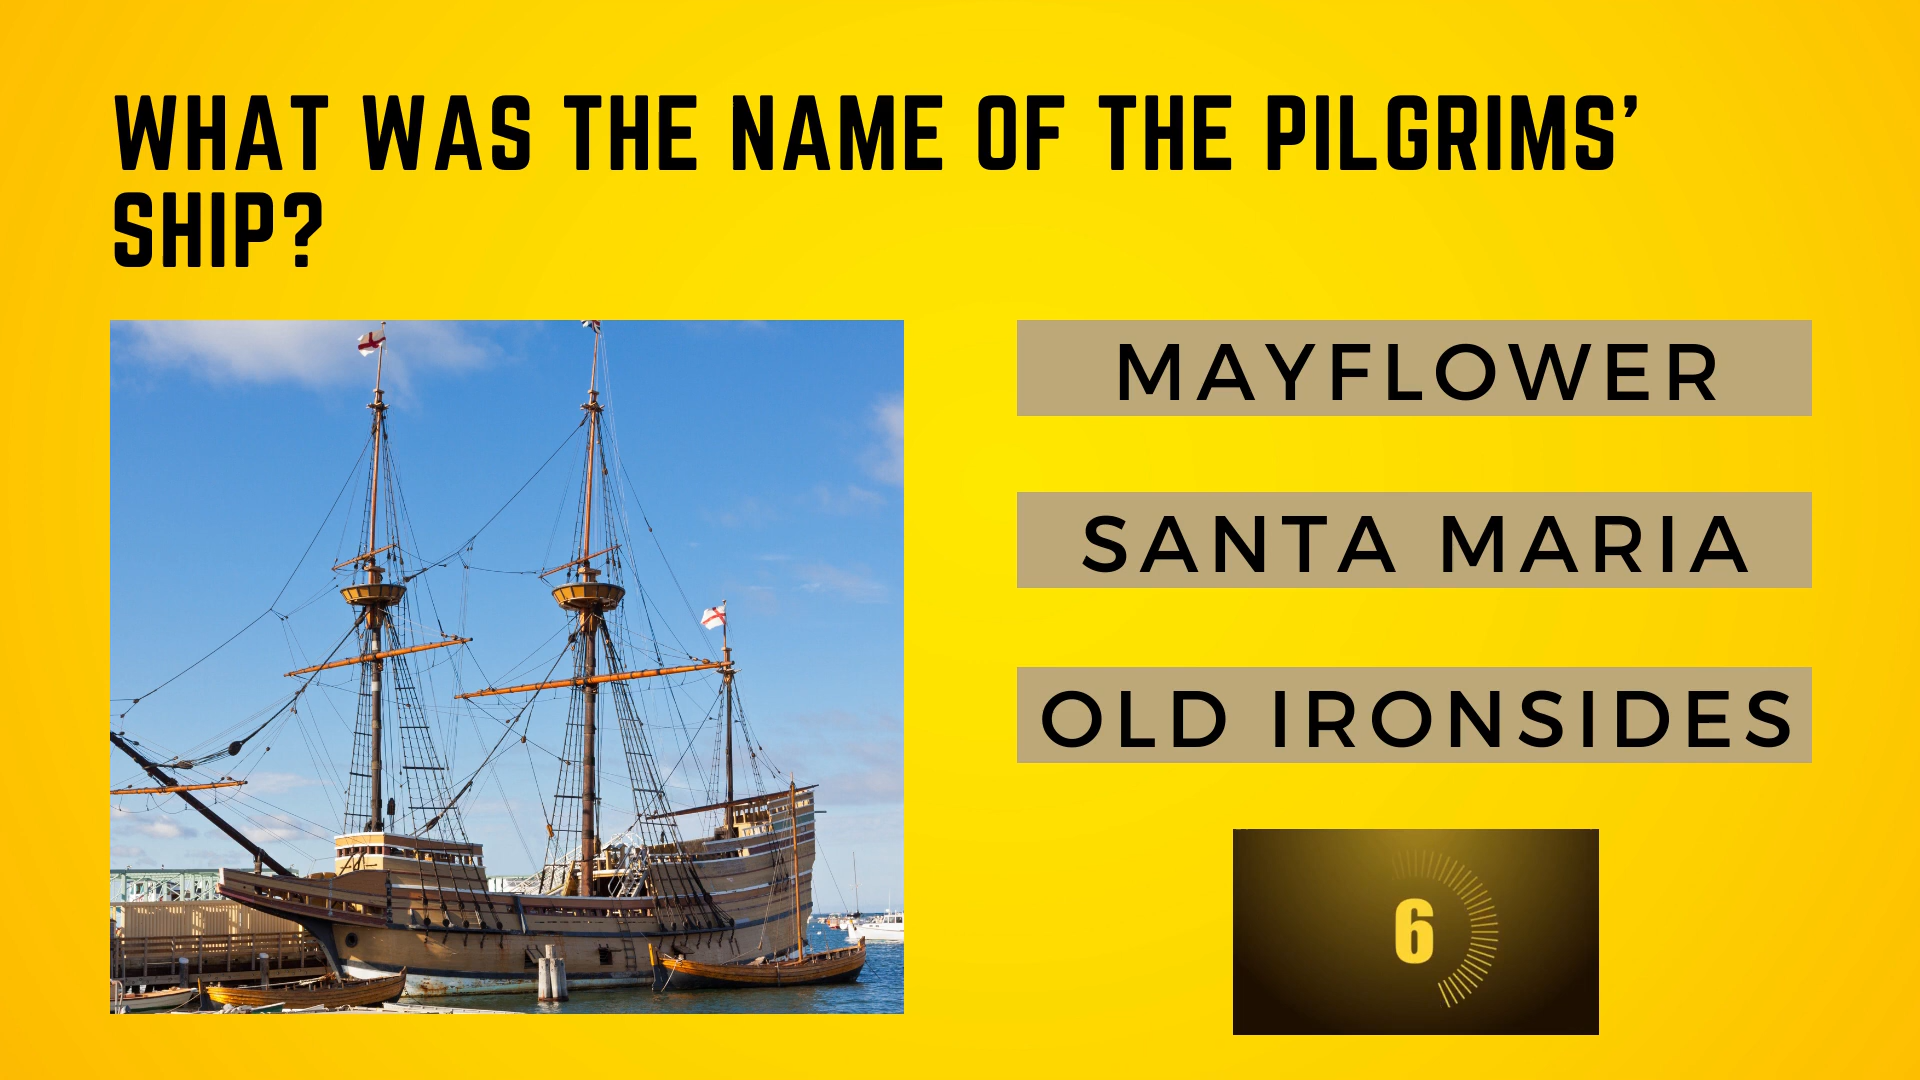 WHAT WAS THE NAME OF THE PILGRIMS’
SHIP?
MAYFLOWER
SANTA MARIA
OLD IRONSIDES
6